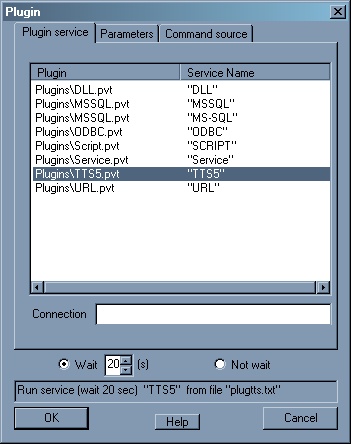 Plugin
Plugin service Parameters Command source
Plugin Service Name
Plugins\DLL.pvt "DLL"
Plugins\MSSQL.pvt "MSSQL"
Plugins\MSSQL.pvt "MS-SQL"
Plugins\ODBC.pvt "ODBC"
Plugins\Script.pvt "SCRIPT"
Plugins\Service.pvt "Service"
Plugins\TTS5.pvt "TTS5"
Plugins\URL.pvt "URL"
Connection
Wait 20 (s) Not wait
Run service (wait 20 sec) "TTS5" from file "plugtts.txt"
OK Help Cancel